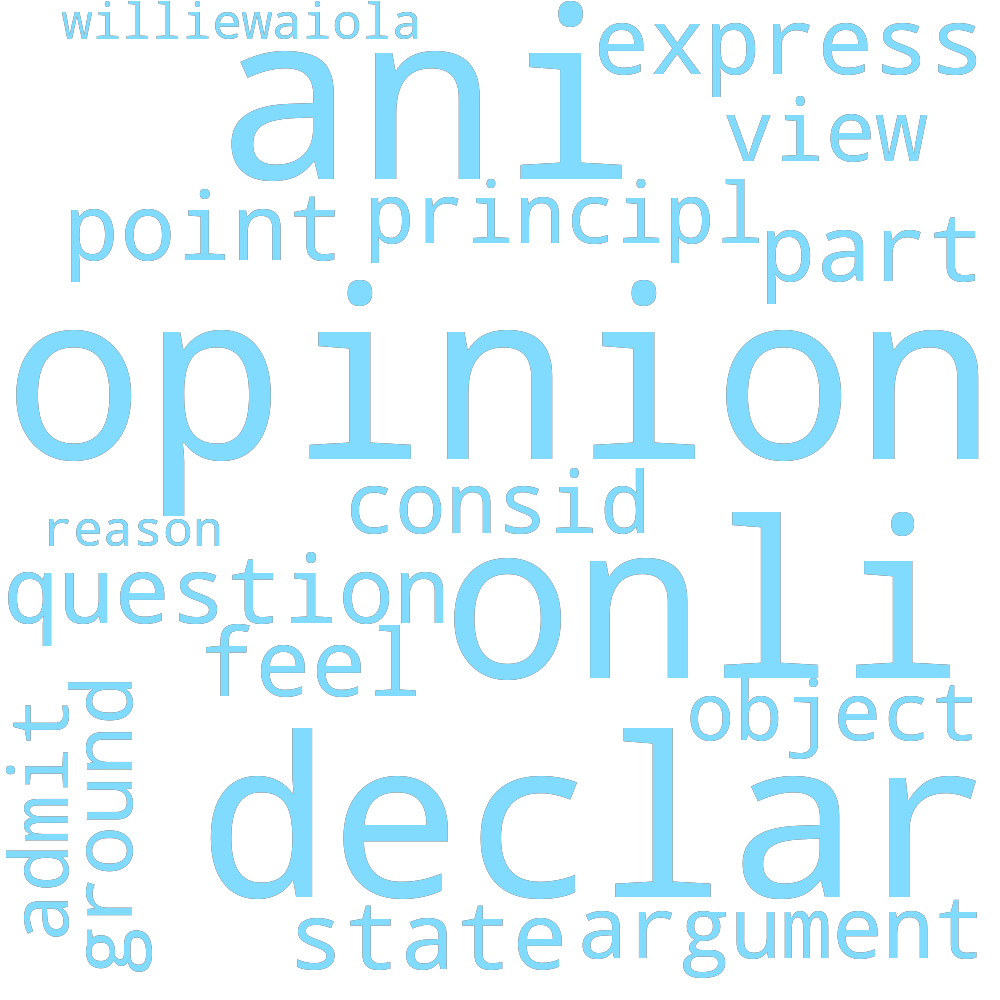 williewaiola
ani
express
view
point
principl
part
opinion
consid
reason
onli
question
feel
object
admit
ground
declar
state
argument